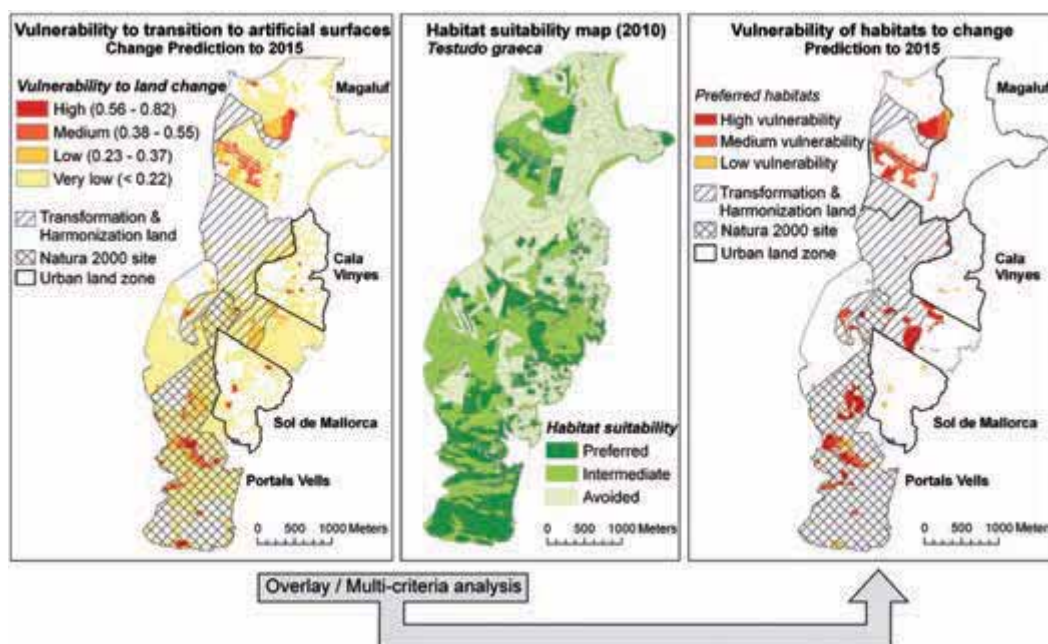 Vulnerability to transition to artificial surfaces
Change Prediction to 2015
Vulnerability to land change
High (0.56 - 0.82)
Medium (0.38 - 0.55)
Low (0.23 - 0.37)
Very low (< 0.22)
Transformation &
Harmonization land
Natura 2000 site
Urban land zone
Magaluf
Cala
Vinyes
Sol de Mallorca
Portals Vells
0 500 1000
Meters
Habitat suitability map (2010)
Testudo graeca
Habitat suitability
Preferred
Intermediate
Avoided
0 500 1000 Meters
Vulnerability of habitats to change
Prediction to 2015
Preferred habitats
High vulnerability
Medium vulnerability
Low vulnerability
Transformation &
Harmonization land
Natura 2000 site
Urban land zone
Magaluf
Cala
Vinyes
Sol de Mallorca
Portals Vells
0 500 1000 Meters
Overlay / Multi-criteria analysis